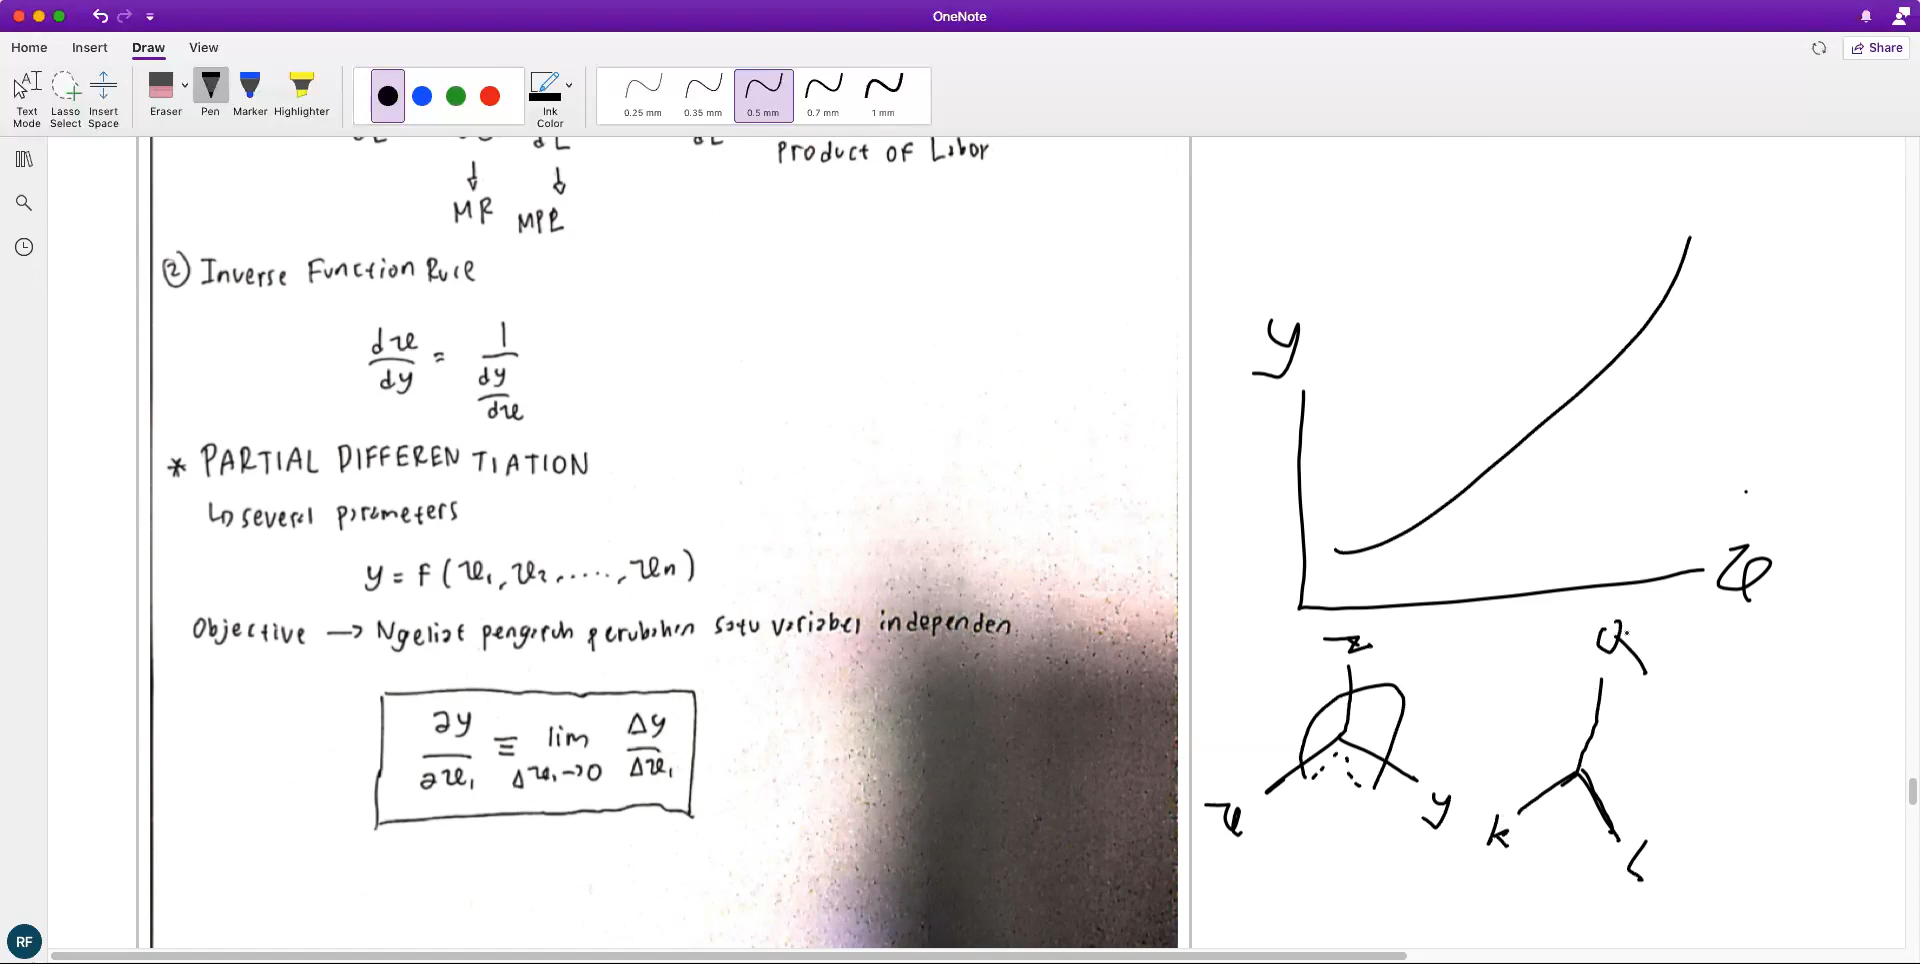 OneNote
Home Insert Draw View
Share
Text Mode
Lasso Select
Insert Space
Eraser
Pen
Marker
Highlighter
Ink Color
0.25 mm
0.35 mm
0.5 mm
0.7 mm
1 mm
dL
Product of Labor
MR MPL
② Inverse Function Rule
dx/dy = 1/(dy/dx)
* PARTIAL DIFFERENTIATION
↳ several parameters
y = f (x₁, x₂, ....., xn)
Objective → Ngeliat pengaruh perubahan satu variabel independen
∂y/∂x₁ ≡ lim Δx₁→0 Δy/Δx₁
y
x
z
x
y
Q
K
L
RF